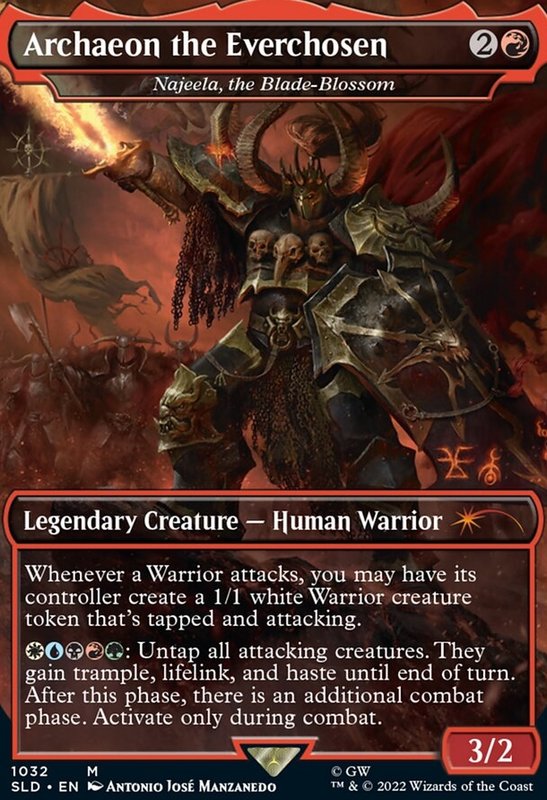 Archaeon the Everchosen 2
Najeela, the Blade-Blossom
Legendary Creature — Human Warrior
Whenever a Warrior attacks, you may have its
controller create a 1/1 white Warrior creature
token that's tapped and attacking.
: Untap all attacking creatures. They
gain trample, lifelink, and haste until end of turn.
After this phase, there is an additional combat
phase. Activate only during combat.
3/2
1032 M © GW
SLD • EN Antonio José Manzanedo ™ & © 2022 Wizards of the Coast